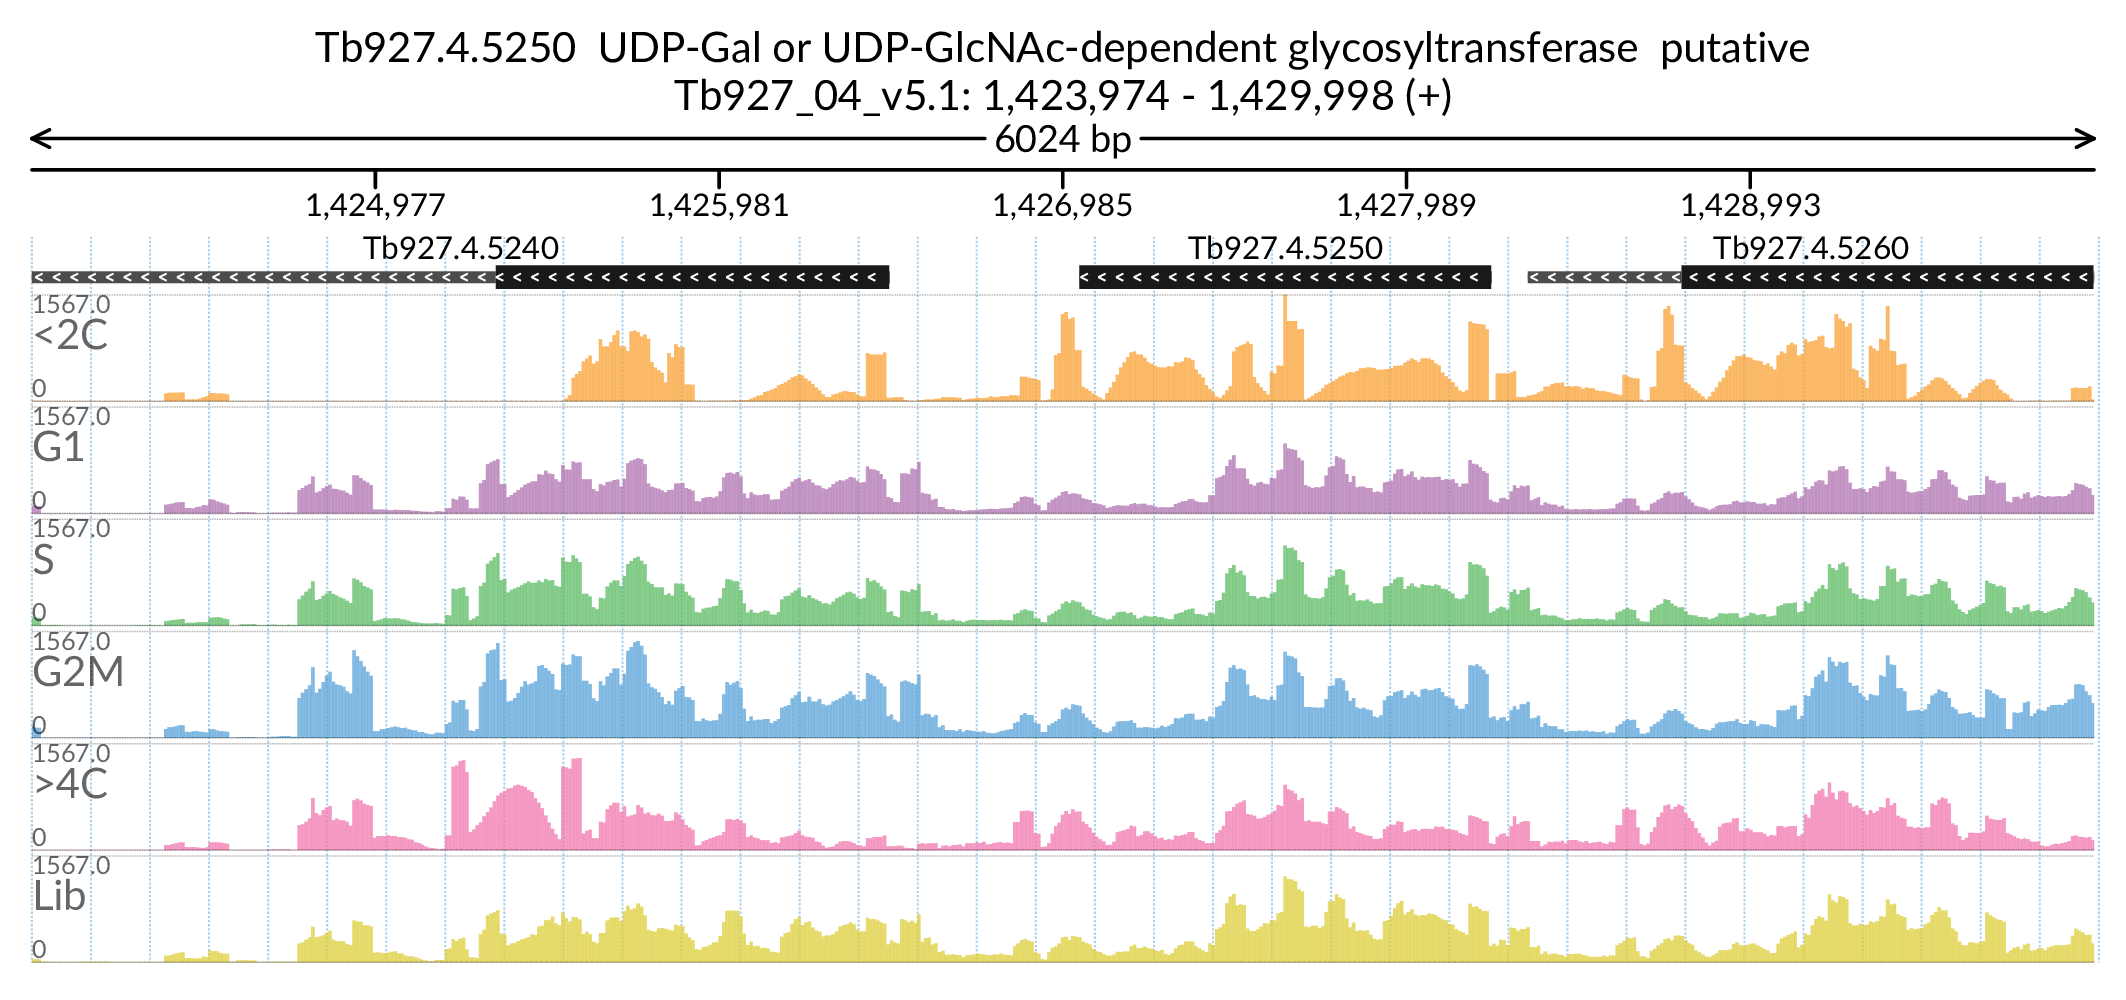 Tb927.4.5250  UDP-Gal or UDP-GlcNAc-dependent glycosyltransferase  putative
Tb927_04_v5.1: 1,423,974 - 1,429,998 (+)
6024 bp
1,424,977 1,425,981 1,426,985 1,427,989 1,428,993
Tb927.4.5240 Tb927.4.5250 Tb927.4.5260
1567.0
<2C
0
1567.0
G1
0
1567.0
S
0
1567.0
G2M
0
1567.0
>4C
0
1567.0
Lib
0